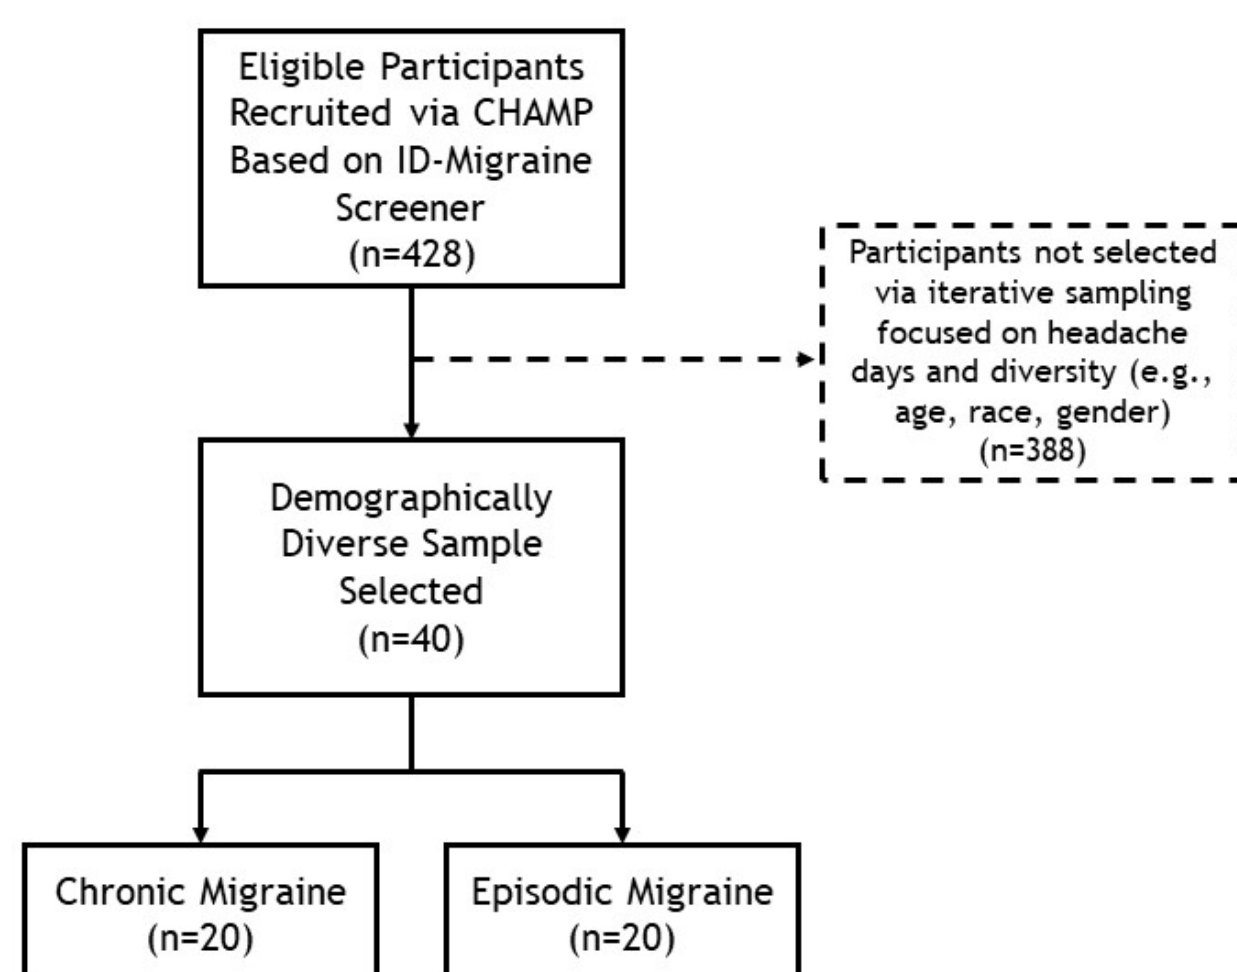 Eligible Participants
Recruited via CHAMP
Based on ID-Migraine
Screener
(n=428)
Participants not selected
via iterative sampling
focused on headache
days and diversity (e.g.,
age, race, gender)
(n=388)
Demographically
Diverse Sample
Selected
(n=40)
Chronic Migraine
(n=20)
Episodic Migraine
(n=20)